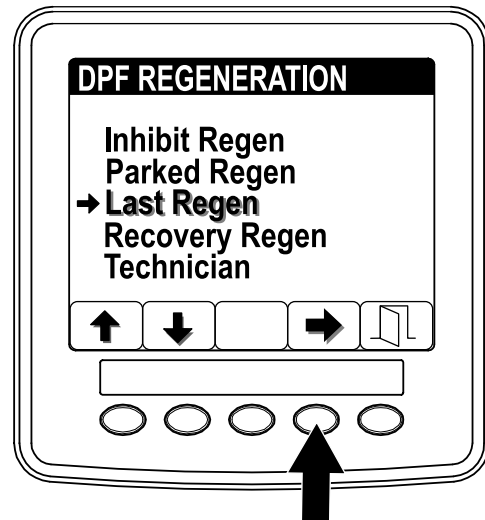 DPF REGENERATION
Inhibit Regen
Parked Regen
Last Regen
Recovery Regen
Technician